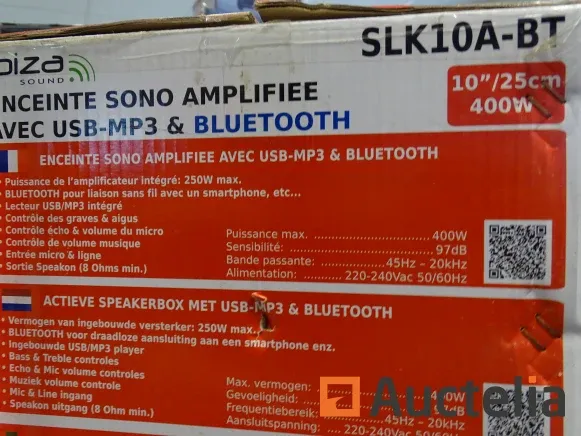 SLK10A-BT
SOUND
10"/25cm
400W
ENCEINTE SONO AMPLIFIEE
AVEC USB-MP3 & BLUETOOTH
ENCEINTE SONO AMPLIFIEE AVEC USB-MP3 & BLUETOOTH
• Puissance de l'amplificateur intégré: 250W max.
• BLUETOOTH pour liaison sans fil avec un smartphone, etc...
• Lecteur USB/MP3 intégré
• Contrôle des graves & aigus
• Contrôle écho & volume du micro
• Contrôle de volume musique
• Entrée micro & ligne
• Sortie Speakon (8 Ohms min.)
Puissance max. 400W
Sensibilité: 97dB
Bande passante: 45Hz – 20kHz
Alimentation: 220-240Vac 50/60Hz
ACTIEVE SPEAKERBOX MET USB-MP3 & BLUETOOTH
• Vermogen van ingebouwde versterker: 250W max.
• BLUETOOTH voor draadloze aansluiting aan een smartphone enz.
• Ingebouwde USB/MP3 player
• Bass & Treble controles
• Echo & Mic volume controles
• Muziek volume controle
• Mic & Line ingang
• Speakon uitgang (8 Ohm min.)
Max. vermogen:
Gevoeligheid:
Frequentiebereik:
Aansluitspanning:
Auctelia